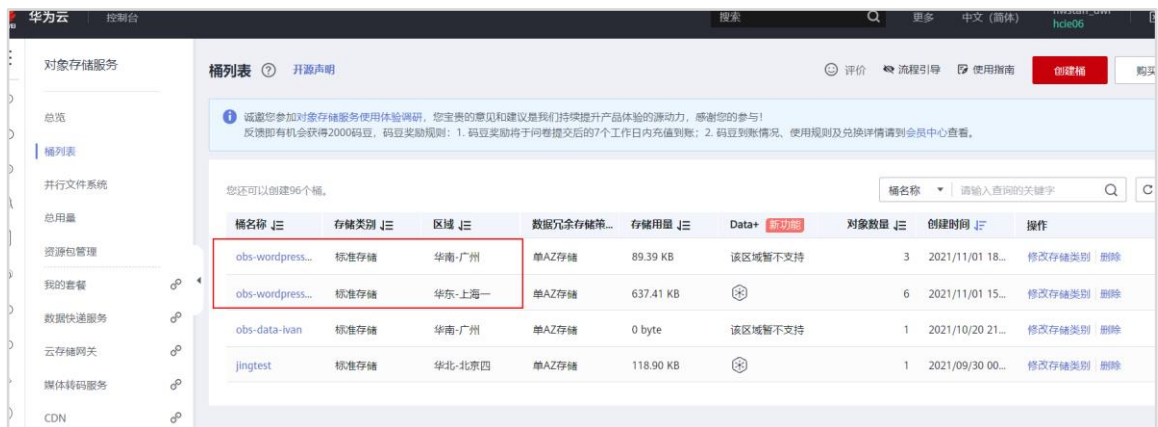 华为云 控制台 搜索 更多 中文 (简体)
hcie06
对象存储服务
桶列表 开源声明 评价 流程引导 使用指南 创建桶 购买
总览
诚邀您参加对象存储服务使用体验调研，您宝贵的意见和建议是我们持续提升产品体验的源动力，感谢您的参与！
反馈即有机会获得2000码豆，码豆奖励规则：1. 码豆奖励将于问卷提交后的7个工作日内充值到账；2. 码豆到账情况、使用规则及兑换详情请到会员中心查看。
桶列表
并行文件系统
您还可以创建96个桶。 桶名称 请输入查询的关键字
总用量
桶名称 存储类别 区域 数据冗余存储策... 存储用量 Data+ 新功能 对象数量 创建时间 操作
资源包管理
obs-wordpress... 标准存储 华南-广州 单AZ存储 89.39 KB 该区域暂不支持 3 2021/11/01 18... 修改存储类别 删除
我的套餐
obs-wordpress... 标准存储 华东-上海一 单AZ存储 637.41 KB 6 2021/11/01 15... 修改存储类别 删除
数据快递服务
obs-data-ivan 标准存储 华南-广州 单AZ存储 0 byte 该区域暂不支持 1 2021/10/20 21... 修改存储类别 删除
云存储网关
jingtest 标准存储 华北-北京四 单AZ存储 118.90 KB 1 2021/09/30 00... 修改存储类别 删除
媒体转码服务
CDN